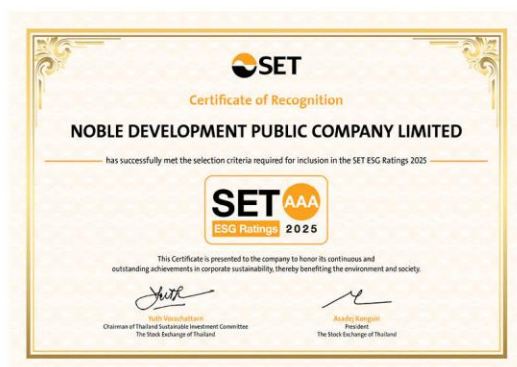 SET
Certificate of Recognition
NOBLE DEVELOPMENT PUBLIC COMPANY LIMITED
has successfully met the selection criteria required for inclusion in the SET ESG Ratings 2025
SET AAA
ESG Ratings 2025
This Certificate is presented to the company to honor its continuous and
outstanding achievements in corporate sustainability, thereby benefiting the environment and society.
Yuth Worachattarn Asadej Kongsiri
Chairman of Thailand Sustainable Investment Committee President
The Stock Exchange of Thailand The Stock Exchange of Thailand